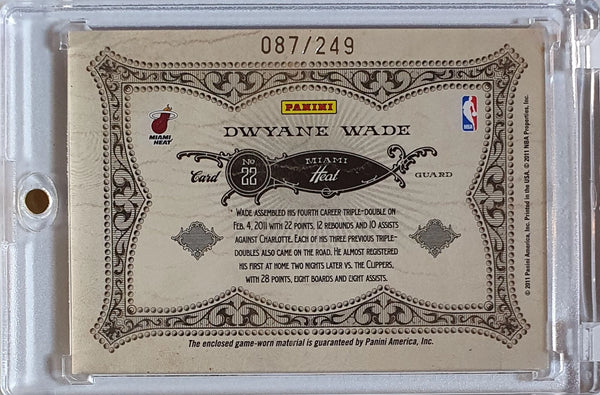 087/249
PANINI
MIAMI
HEAT
NBA
DWYANE WADE
Card
No
22
MIAMI
Heat
GUARD
WADE ASSEMBLED HIS FOURTH CAREER TRIPLE-DOUBLE ON
FEB. 4, 2011 WITH 22 POINTS, 12 REBOUNDS AND 10 ASSISTS
AGAINST CHARLOTTE. EACH OF HIS THREE PREVIOUS TRIPLE-
DOUBLES ALSO CAME ON THE ROAD. HE ALMOST REGISTERED
HIS FIRST AT HOME TWO NIGHTS LATER VS. THE CLIPPERS,
WITH 28 POINTS, EIGHT BOARDS AND EIGHT ASSISTS.
The enclosed game-worn material is guaranteed by Panini America, Inc.
© 2011 Panini America, Inc. Printed in the USA. © 2011 NBA Properties, Inc.